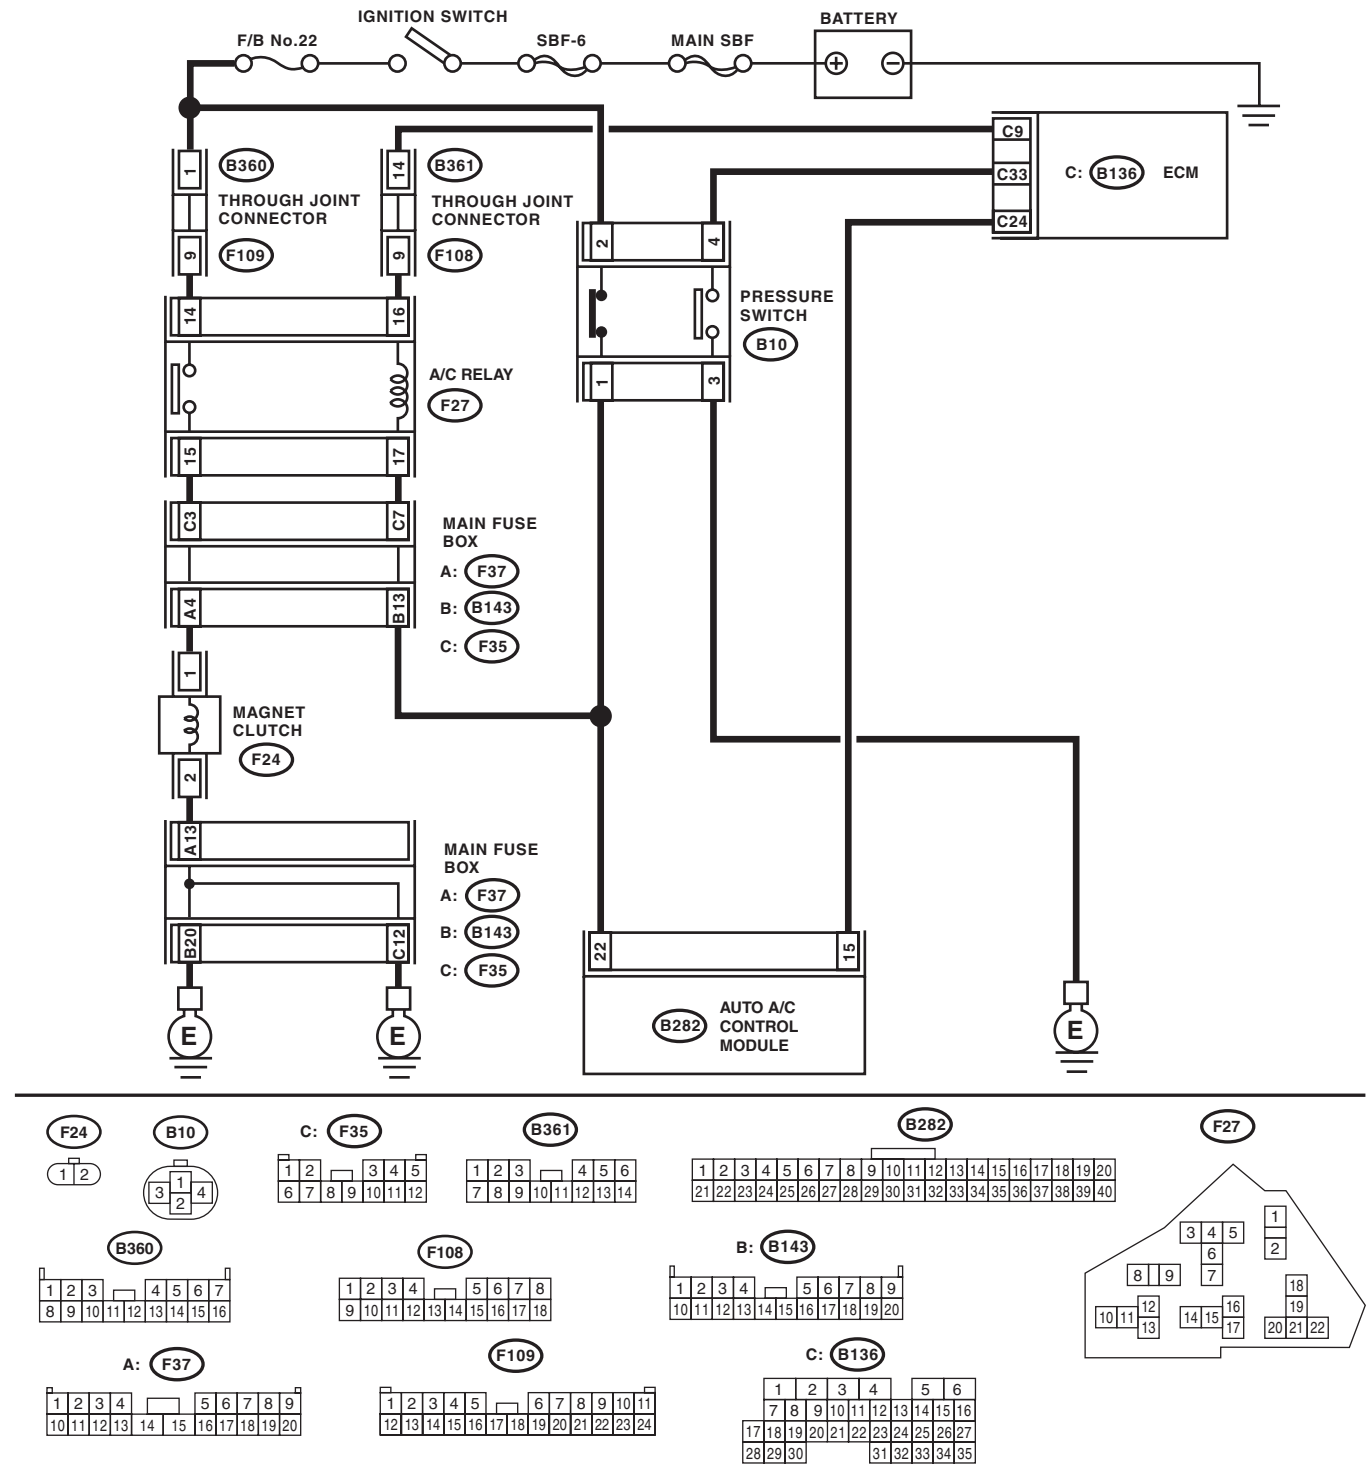 IGNITION SWITCH
BATTERY
F/B No.22
SBF-6
MAIN SBF
C9
C33
C24
C: B136 ECM
1
B360
14
B361
THROUGH JOINT
CONNECTOR
THROUGH JOINT
CONNECTOR
9
F109
9
F108
2
4
PRESSURE
SWITCH
B10
14
16
A/C RELAY
F27
1
3
15
17
C3
C7
MAIN FUSE
BOX
A: F37
B: B143
C: F35
A4
B13
1
MAGNET
CLUTCH
F24
2
A13
MAIN FUSE
BOX
A: F37
B: B143
C: F35
B20
C12
22
15
E
E
B282
AUTO A/C
CONTROL
MODULE
E
F24
1 2
B10
1
3 4
2
C: F35
1 2 3 4 5
6 7 8 9 10 11 12
B361
1 2 3 4 5 6
7 8 9 10 11 12 13 14
B282
1 2 3 4 5 6 7 8 9 10 11 12 13 14 15 16 17 18 19 20
21 22 23 24 25 26 27 28 29 30 31 32 33 34 35 36 37 38 39 40
F27
1
3 4 5
2
6
8 9 7
18
12 16 19
10 11 14 15
13 17 20 21 22
B360
1 2 3 4 5 6 7
8 9 10 11 12 13 14 15 16
F108
1 2 3 4 5 6 7 8
9 10 11 12 13 14 15 16 17 18
B: B143
1 2 3 4 5 6 7 8 9
10 11 12 13 14 15 16 17 18 19 20
A: F37
1 2 3 4 5 6 7 8 9
10 11 12 13 14 15 16 17 18 19 20
F109
1 2 3 4 5 6 7 8 9 10 11
12 13 14 15 16 17 18 19 20 21 22 23 24
C: B136
1 2 3 4 5 6
7 8 9 10 11 12 13 14 15 16
17 18 19 20 21 22 23 24 25 26 27
28 29 30 31 32 33 34 35